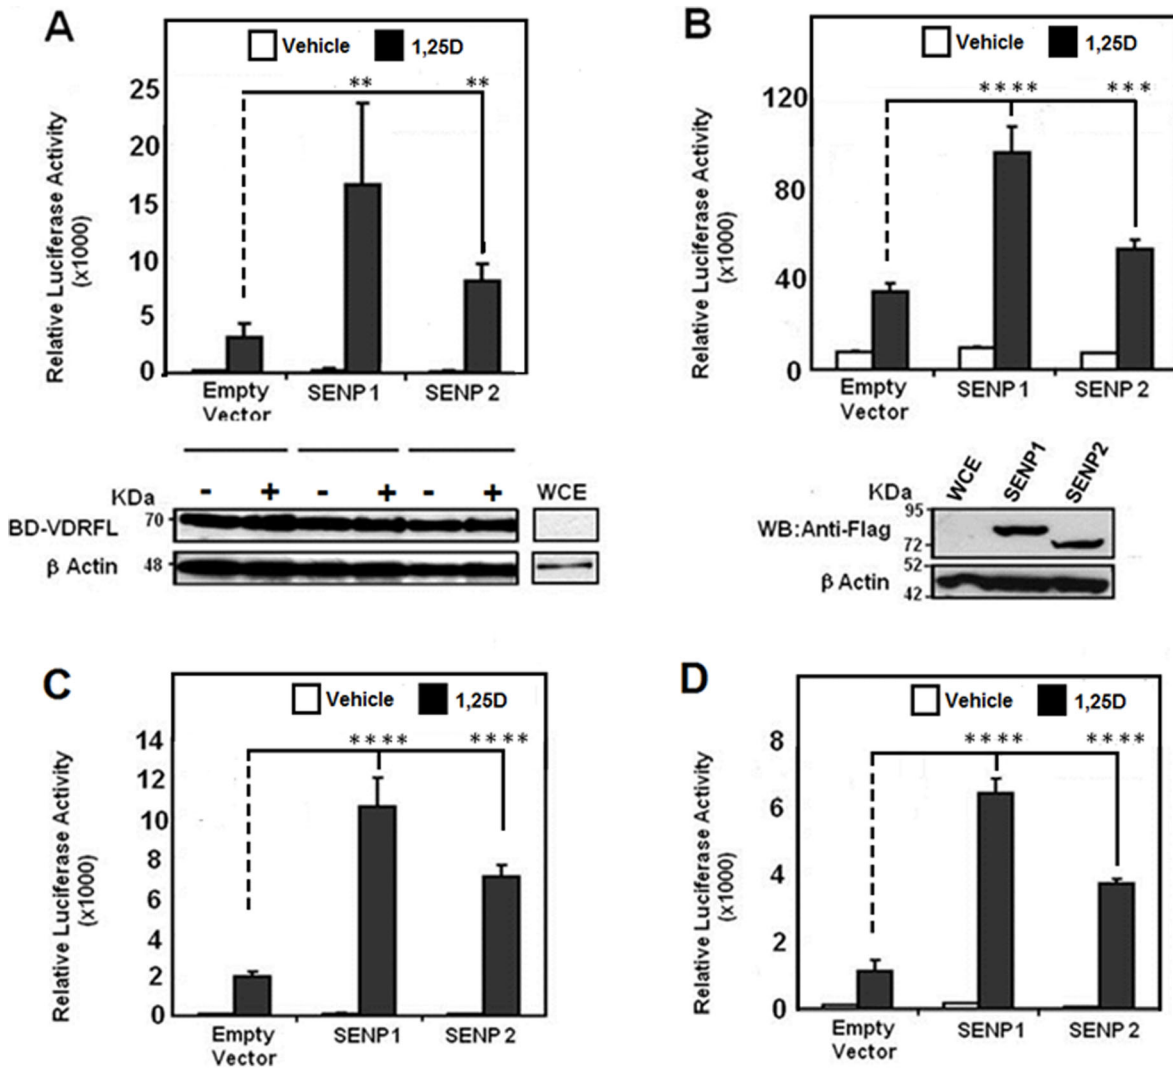 A
Vehicle 1,25D
** **
25
20
15
10
5
0
Relative Luciferase Activity
(x1000)
Empty
Vector
SENP1
SENP2
- + - + - + WCE
KDa
BD-VDRFL 70
β Actin 48
B
Vehicle 1,25D
**** ***
120
80
40
0
Relative Luciferase Activity
(x1000)
Empty
Vector
SENP1
SENP2
WCE SENP1 SENP2
KDa
95
WB:Anti-Flag
72
52
β Actin
42
C
Vehicle 1,25D
**** ****
14
12
10
8
6
4
2
0
Relative Luciferase Activity
(x1000)
Empty
Vector
SENP1
SENP2
D
Vehicle 1,25D
**** ****
8
6
4
2
0
Relative Luciferase Activity
(x1000)
Empty
Vector
SENP1
SENP2